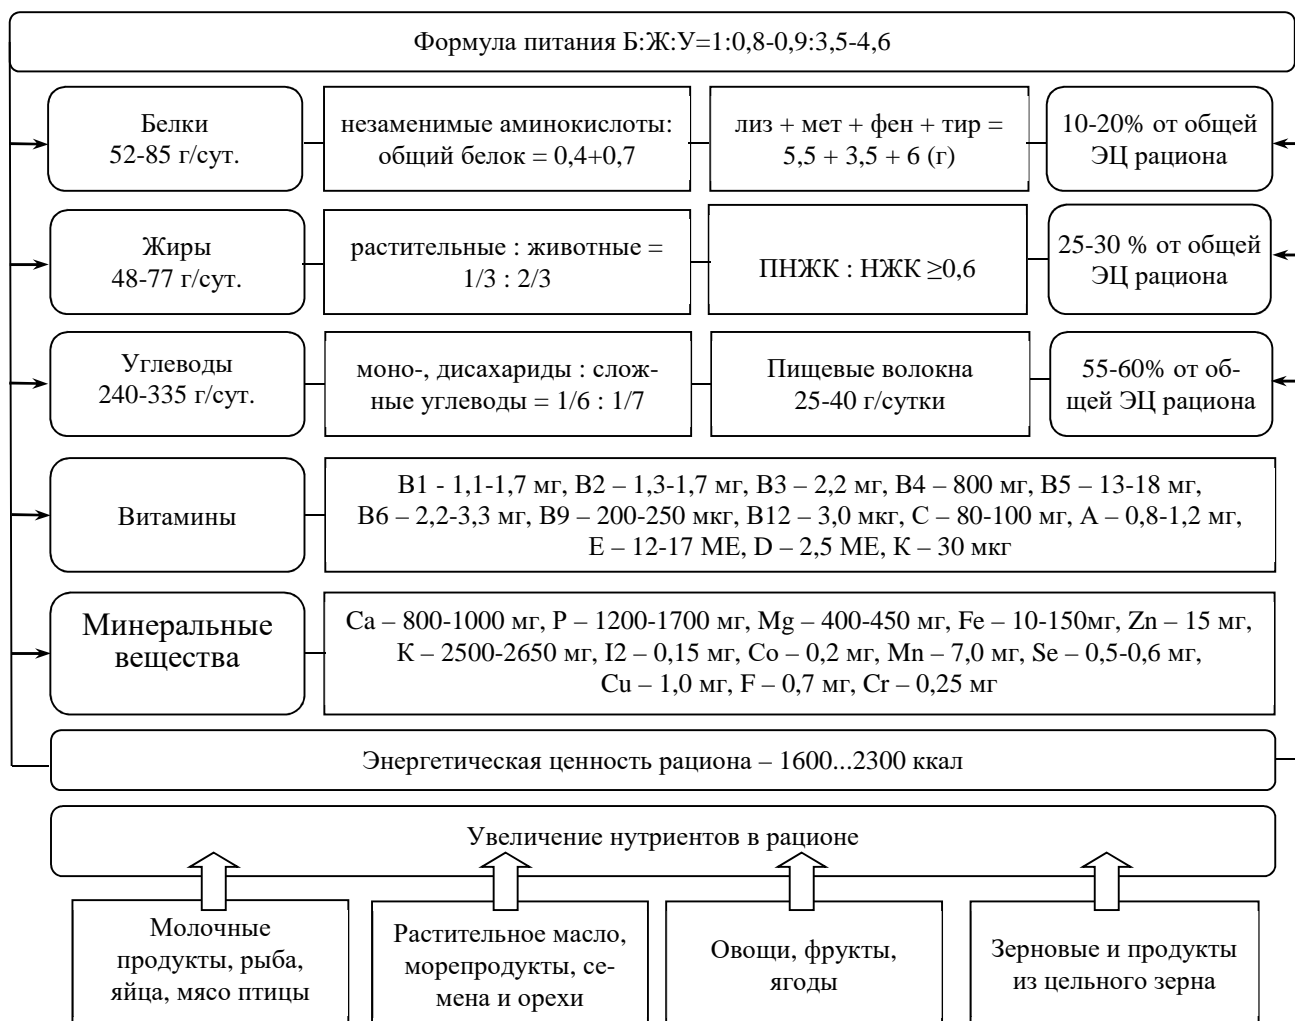 Формула питания Б:Ж:У=1:0,8-0,9:3,5-4,6
Белки
52-85 г/сут.
незаменимые аминокислоты:
общий белок = 0,4+0,7
лиз + мет + фен + тир =
5,5 + 3,5 + 6 (г)
10-20% от общей
ЭЦ рациона
Жиры
48-77 г/сут.
растительные : животные =
1/3 : 2/3
ПНЖК : НЖК ≥0,6
25-30 % от общей
ЭЦ рациона
Углеводы
240-335 г/сут.
моно-, дисахариды : слож-
ные углеводы = 1/6 : 1/7
Пищевые волокна
25-40 г/сутки
55-60% от об-
щей ЭЦ рациона
Витамины
В1 - 1,1-1,7 мг, В2 – 1,3-1,7 мг, В3 – 2,2 мг, В4 – 800 мг, В5 – 13-18 мг,
В6 – 2,2-3,3 мг, В9 – 200-250 мкг, В12 – 3,0 мкг, С – 80-100 мг, А – 0,8-1,2 мг,
Е – 12-17 МЕ, D – 2,5 МЕ, К – 30 мкг
Минеральные
вещества
Ca – 800-1000 мг, P – 1200-1700 мг, Mg – 400-450 мг, Fe – 10-150мг, Zn – 15 мг,
К – 2500-2650 мг, I2 – 0,15 мг, Co – 0,2 мг, Mn – 7,0 мг, Se – 0,5-0,6 мг,
Cu – 1,0 мг, F – 0,7 мг, Cr – 0,25 мг
Энергетическая ценность рациона – 1600...2300 ккал
Увеличение нутриентов в рационе
Молочные
продукты, рыба,
яйца, мясо птицы
Растительное масло,
морепродукты, се-
мена и орехи
Овощи, фрукты,
ягоды
Зерновые и продукты
из цельного зерна